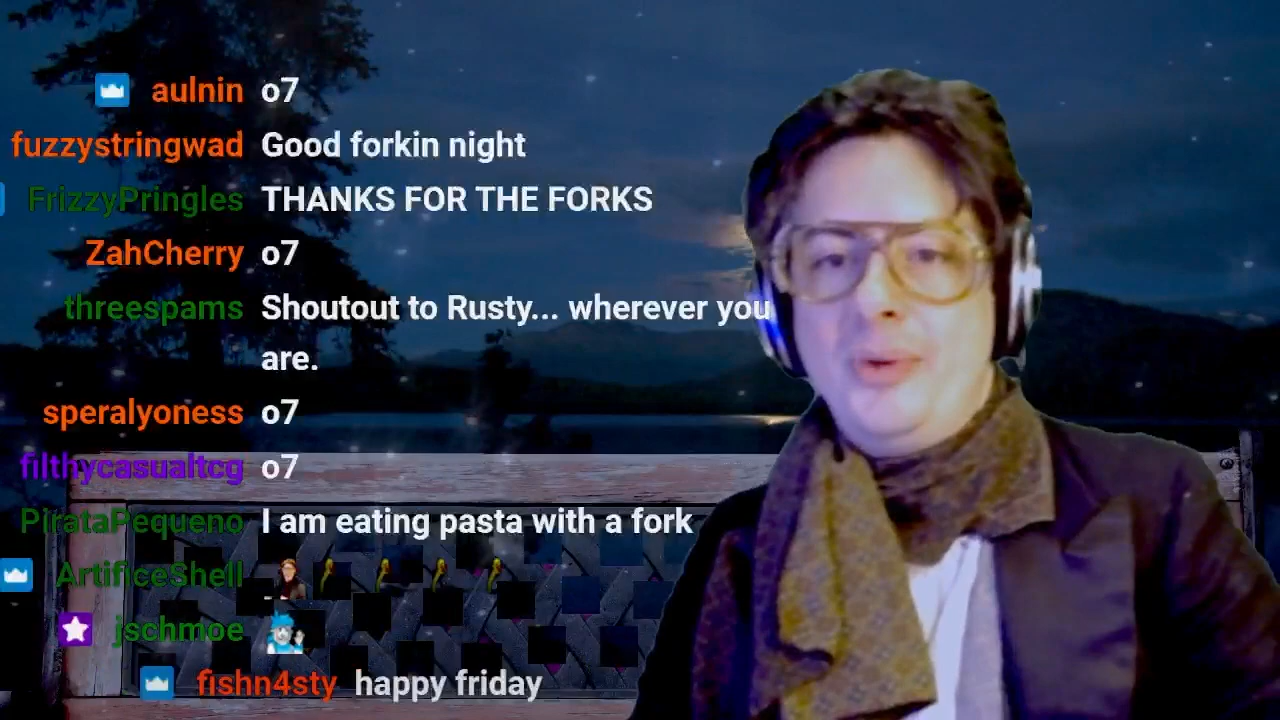 aulnin o7
fuzzystringwad Good forkin night
FrizzyPringles THANKS FOR THE FORKS
ZahCherry o7
threespams Shoutout to Rusty... wherever you
are.
speralyoness o7
filthycasualtcg o7
PirataPequeno I am eating pasta with a fork
ArtificeShell
jschmoe
fishn4sty happy friday